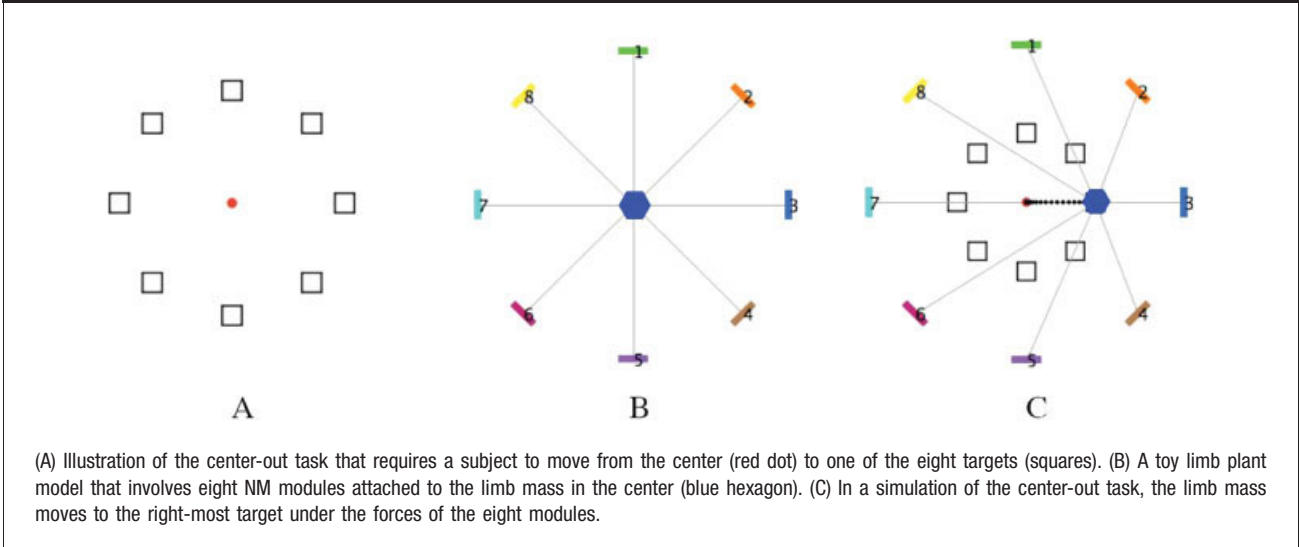 1
8
2
7
3
6
4
5
1
8
2
7
3
6
4
5
A
B
C
(A) Illustration of the center-out task that requires a subject to move from the center (red dot) to one of the eight targets (squares). (B) A toy limb plant
model that involves eight NM modules attached to the limb mass in the center (blue hexagon). (C) In a simulation of the center-out task, the limb mass
moves to the right-most target under the forces of the eight modules.